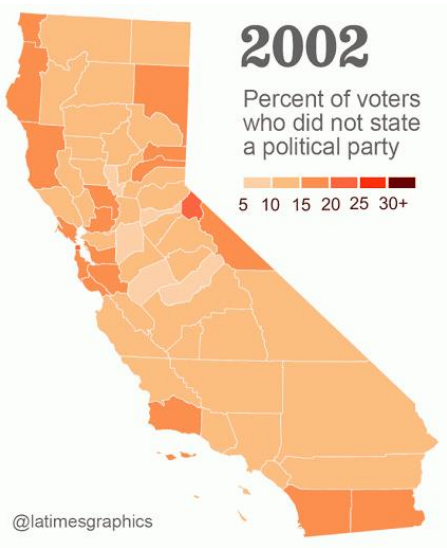 2002
Percent of voters
who did not state
a political party
5 10 15 20 25 30+
@latimesgraphics